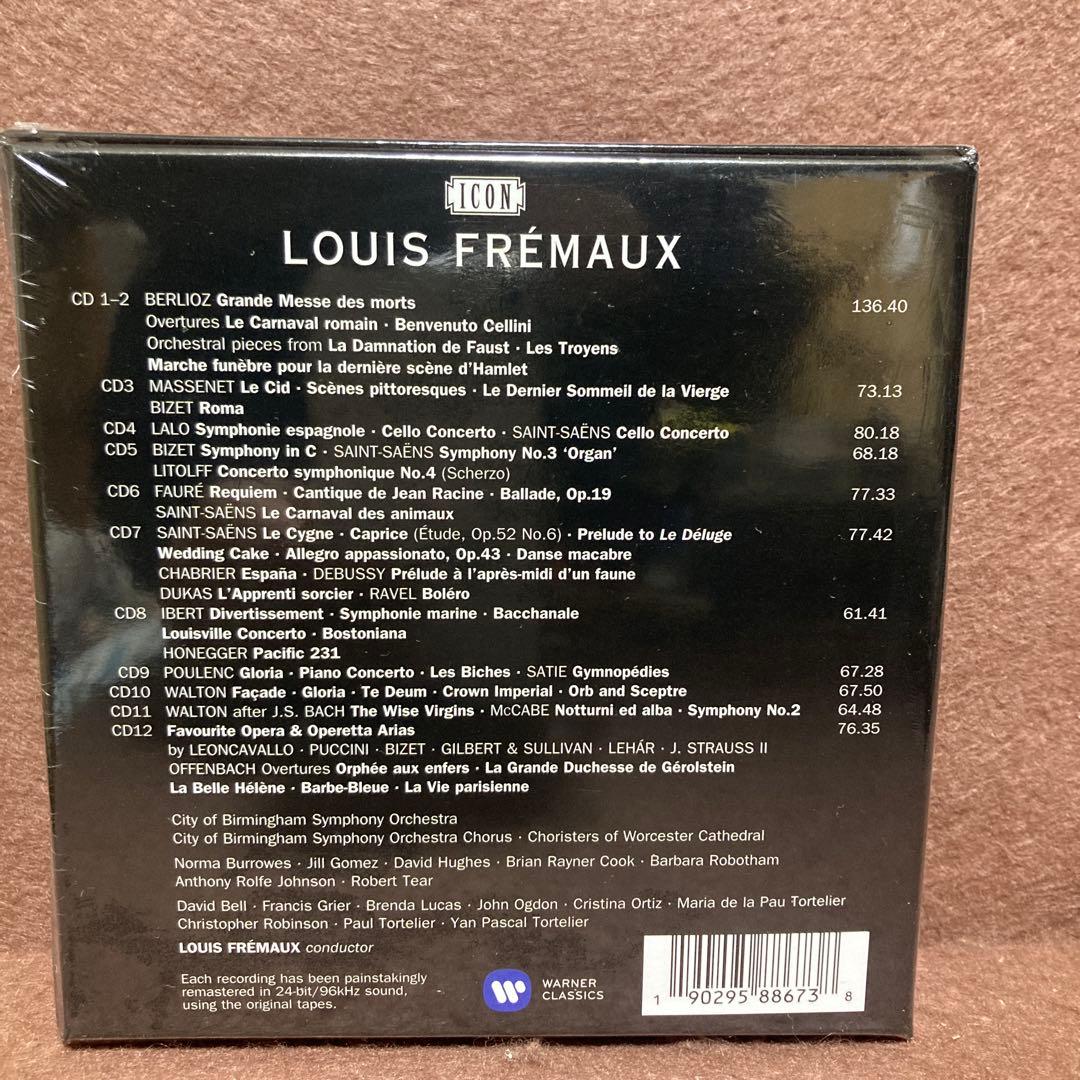 ICON
LOUIS FRÉMAUX
CD 1–2 BERLIOZ Grande Messe des morts 136.40
Overtures Le Carnaval romain · Benvenuto Cellini
Orchestral pieces from La Damnation de Faust · Les Troyens
Marche funèbre pour la dernière scène d’Hamlet
CD3 MASSENET Le Cid · Scènes pittoresques · Le Dernier Sommeil de la Vierge 73.13
BIZET Roma
CD4 LALO Symphonie espagnole · Cello Concerto · SAINT-SAËNS Cello Concerto 80.18
CD5 BIZET Symphony in C · SAINT-SAËNS Symphony No.3 ‘Organ’ 68.18
LITOLFF Concerto symphonique No.4 (Scherzo)
CD6 FAURÉ Requiem · Cantique de Jean Racine · Ballade, Op.19 77.33
SAINT-SAËNS Le Carnaval des animaux
CD7 SAINT-SAËNS Le Cygne · Caprice (Étude, Op.52 No.6) · Prelude to Le Déluge 77.42
Wedding Cake · Allegro appassionato, Op.43 · Danse macabre
CHABRIER España · DEBUSSY Prélude à l’après-midi d’un faune
DUKAS L’Apprenti sorcier · RAVEL Boléro
CD8 IBERT Divertissement · Symphonie marine · Bacchanale 61.41
Louisville Concerto · Bostoniana
HONEGGER Pacific 231
CD9 POULENC Gloria · Piano Concerto · Les Biches · SATIE Gymnopédies 67.28
CD10 WALTON Façade · Gloria · Te Deum · Crown Imperial · Orb and Sceptre 67.50
CD11 WALTON after J.S. BACH The Wise Virgins · McCABE Notturni ed alba · Symphony No.2 64.48
CD12 Favourite Opera & Operetta Arias 76.35
by LEONCAVALLO · PUCCINI · BIZET · GILBERT & SULLIVAN · LEHÁR · J. STRAUSS II
OFFENBACH Overtures Orphée aux enfers · La Grande Duchesse de Gérolstein
La Belle Hélène · Barbe-Bleue · La Vie parisienne
City of Birmingham Symphony Orchestra
City of Birmingham Symphony Orchestra Chorus · Choristers of Worcester Cathedral
Norma Burrowes · Jill Gomez · David Hughes · Brian Rayner Cook · Barbara Robotham
Anthony Rolfe Johnson · Robert Tear
David Bell · Francis Grier · Brenda Lucas · John Ogdon · Cristina Ortiz · Maria de la Pau Tortelier
Christopher Robinson · Paul Tortelier · Yan Pascal Tortelier
LOUIS FRÉMAUX conductor
Each recording has been painstakingly
remastered in 24-bit/96kHz sound,
using the original tapes.
WARNER
CLASSICS
1 90295 88673 8